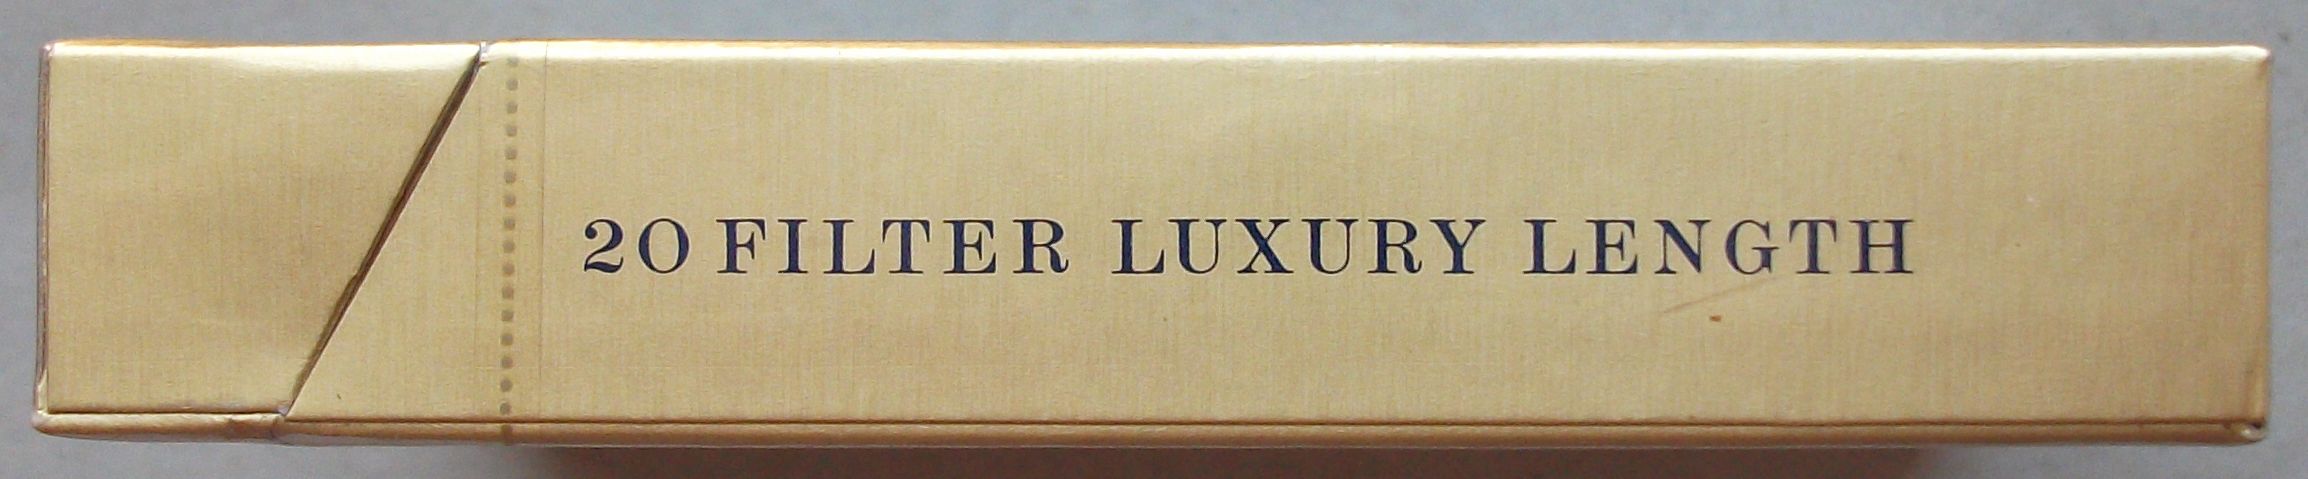 20 FILTER LUXURY LENGTH